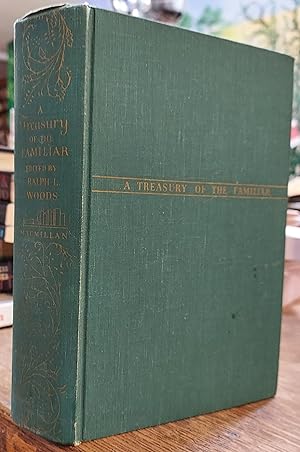 A
Treasury
OF THE
FAMILIAR
EDITED BY
RALPH L.
WOODS
MACMILLAN
A TREASURY OF THE FAMILIAR